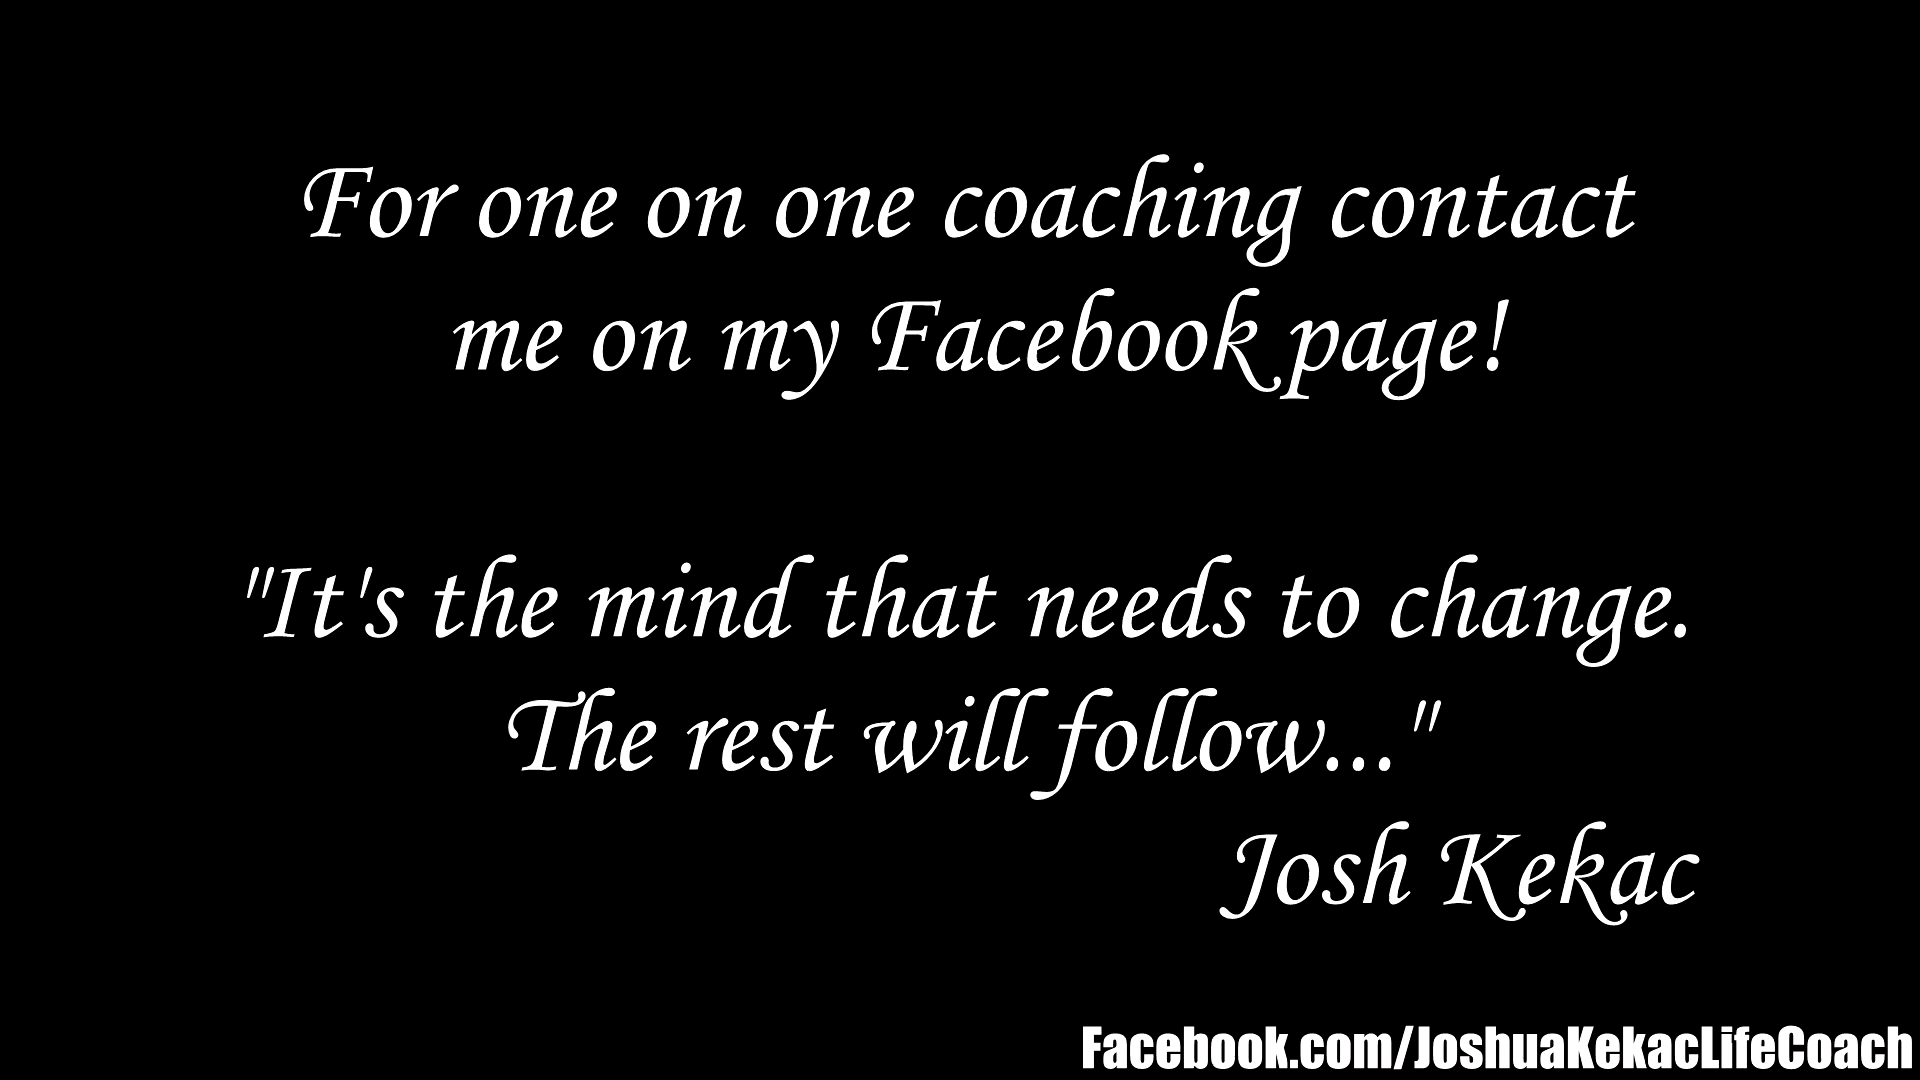 For one on one coaching contact
me on my Facebook page!
"It's the mind that needs to change.
The rest will follow..."
Josh Kekac
Facebook.com/JoshuaKekacLifeCoach